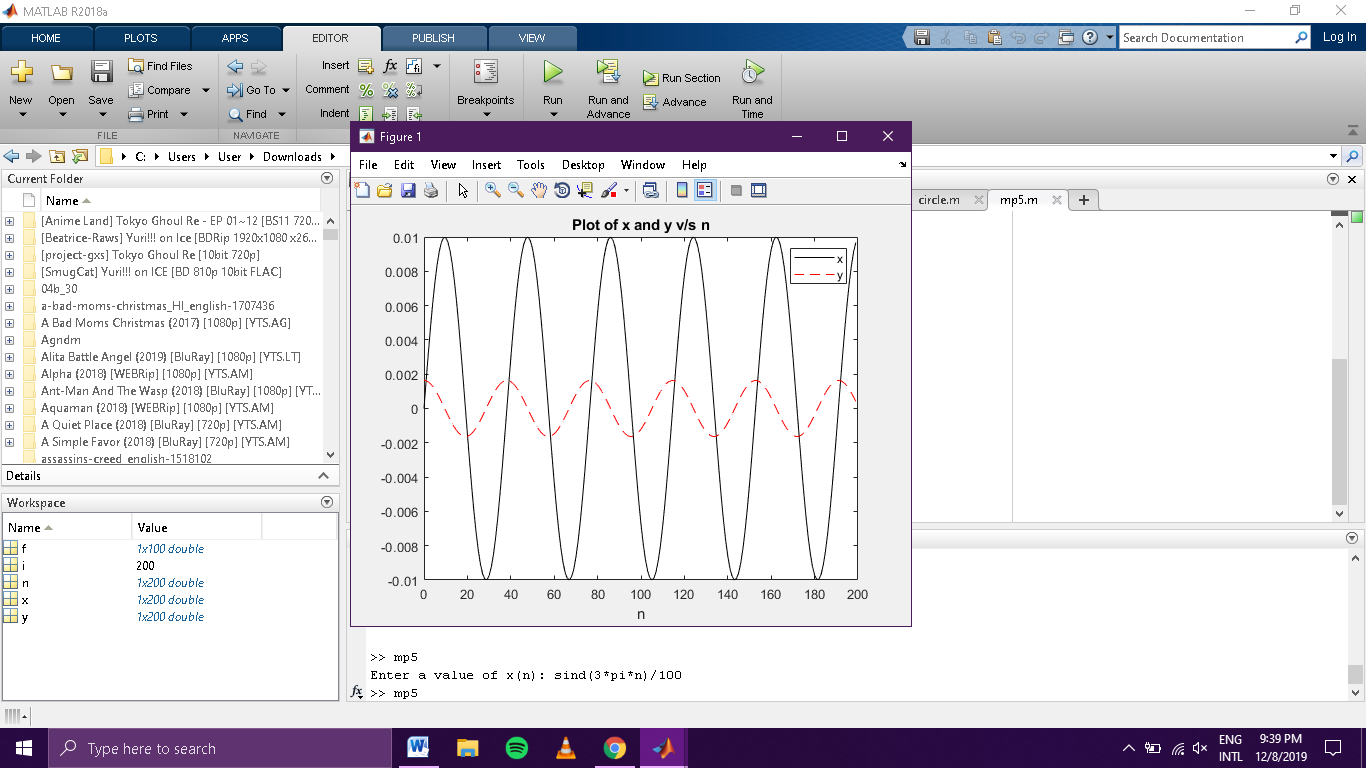 MATLAB R2018a
HOME PLOTS APPS EDITOR PUBLISH VIEW
Search Documentation
Log In
New Open Save
Find Files
Compare
Print
Go To
Find
Insert fx
Comment
Indent
Breakpoints
Run
Run and Advance
Run Section
Advance
Run and Time
FILE NAVIGATE
C: Users User Downloads
Current Folder
Name
[Anime Land] Tokyo Ghoul Re - EP 01~12 [BS11 720...
[Beatrice-Raws] Yuri!!! on Ice [BDRip 1920x1080 x26...
[project-gxs] Tokyo Ghoul Re [10bit 720p]
[SmugCat] Yuri!!! on ICE [BD 810p 10bit FLAC]
04b_30
a-bad-moms-christmas_HI_english-1707436
A Bad Moms Christmas (2017) [1080p] [YTS.AG]
Agndm
Alita Battle Angel (2019) [BluRay] [1080p] [YTS.LT]
Alpha (2018) [WEBRip] [1080p] [YTS.AM]
Ant-Man And The Wasp (2018) [BluRay] [1080p] [YT...
Aquaman (2018) [WEBRip] [1080p] [YTS.AM]
A Quiet Place (2018) [BluRay] [720p] [YTS.AM]
A Simple Favor (2018) [BluRay] [720p] [YTS.AM]
assassins-creed_english-1518102
Details
Workspace
Name Value
f 1x100 double
i 200
n 1x200 double
x 1x200 double
y 1x200 double
Figure 1
File Edit View Insert Tools Desktop Window Help
Plot of x and y v/s n
x
y
0.01
0.008
0.006
0.004
0.002
0
-0.002
-0.004
-0.006
-0.008
-0.01
0 20 40 60 80 100 120 140 160 180 200
n
circle.m mp5.m
>> mp5
Enter a value of x(n): sind(3*pi*n)/100
fx >> mp5
Type here to search
ENG
INTL
9:39 PM
12/8/2019